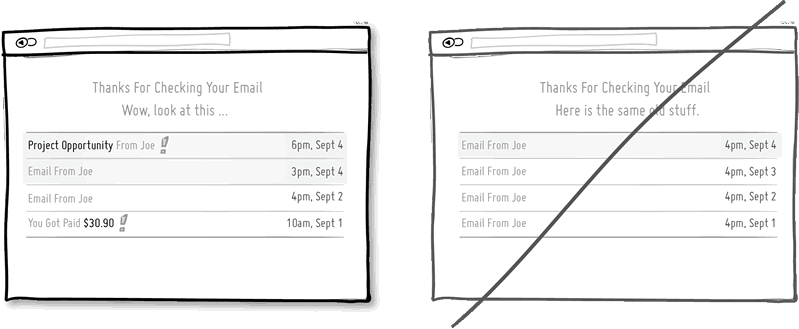 Thanks For Checking Your Email
Wow, look at this ...
Project Opportunity From Joe 6pm, Sept 4
Email From Joe 3pm, Sept 4
Email From Joe 4pm, Sept 2
You Got Paid $30.90 10am, Sept 1
Thanks For Checking Your Email
Here is the same old stuff.
Email From Joe 4pm, Sept 4
Email From Joe 4pm, Sept 3
Email From Joe 4pm, Sept 2
Email From Joe 4pm, Sept 1